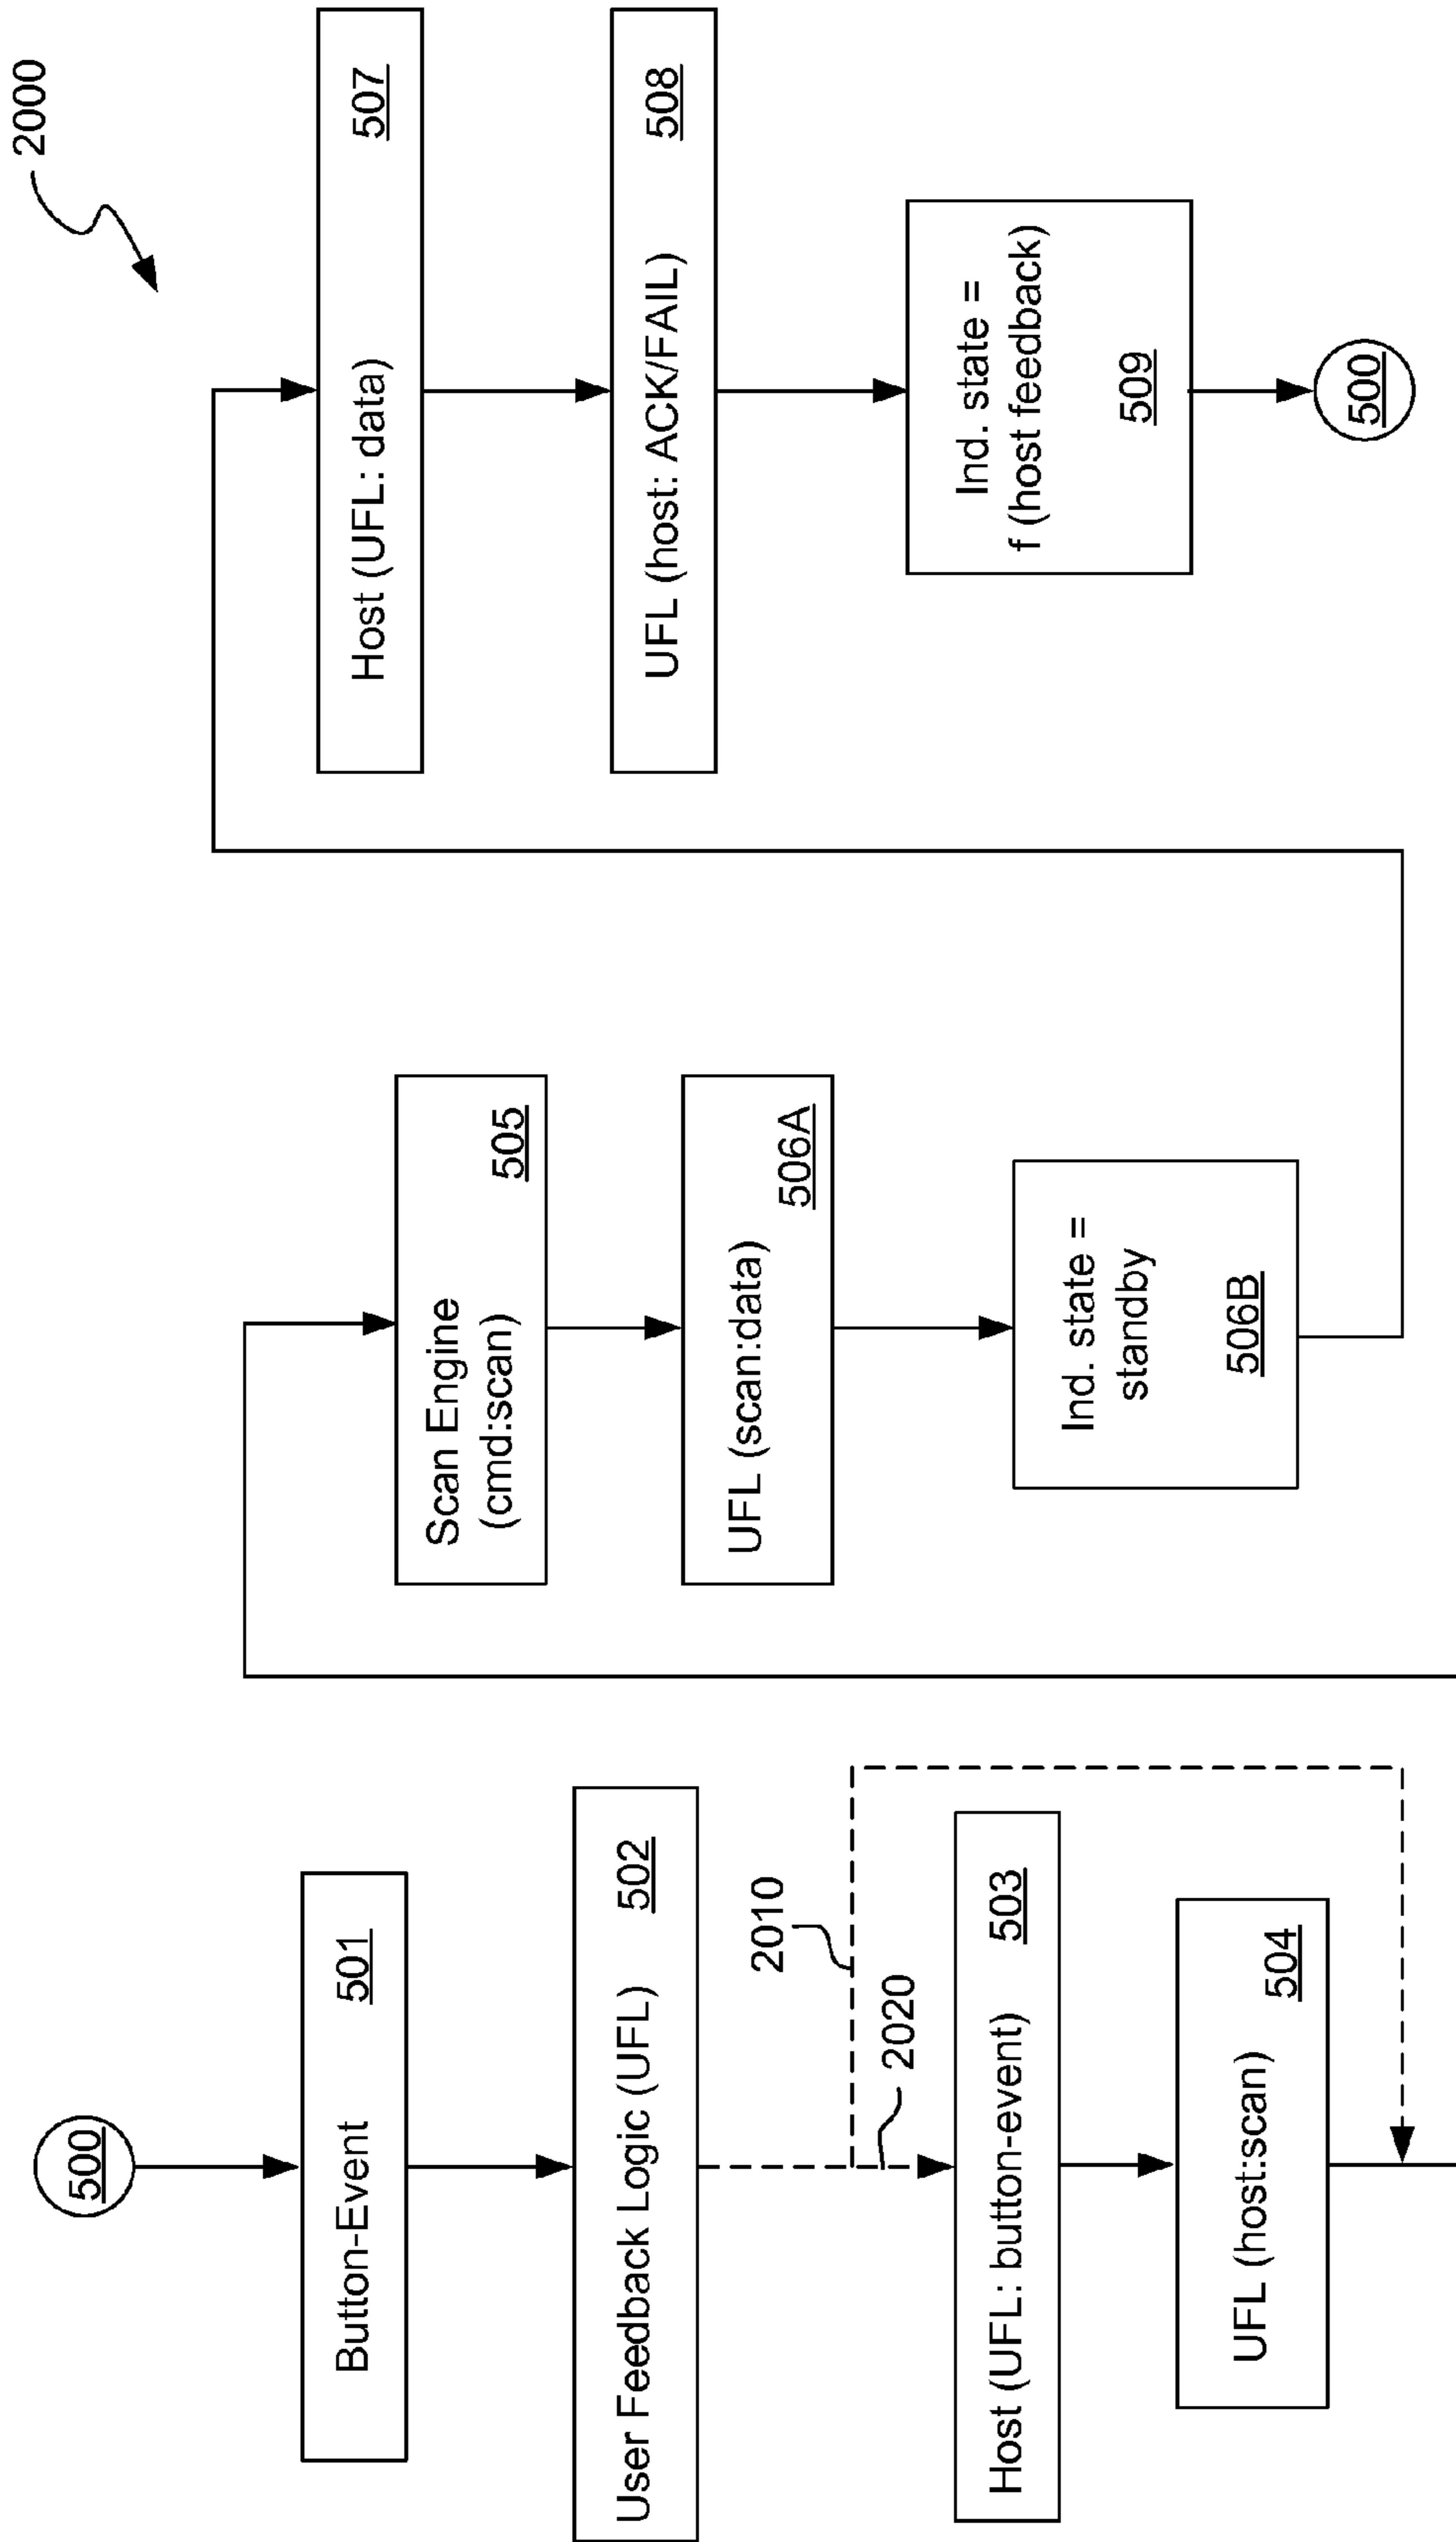 2000
500
Button-Event 501
User Feedback Logic (UFL) 502
2010
2020
Host (UFL: button-event) 503
UFL (host:scan) 504
Scan Engine
(cmd:scan) 505
UFL (scan:data) 506A
Ind. state =
standby
506B
Host (UFL: data) 507
UFL (host: ACK/FAIL) 508
Ind. state =
f (host feedback)
509
500